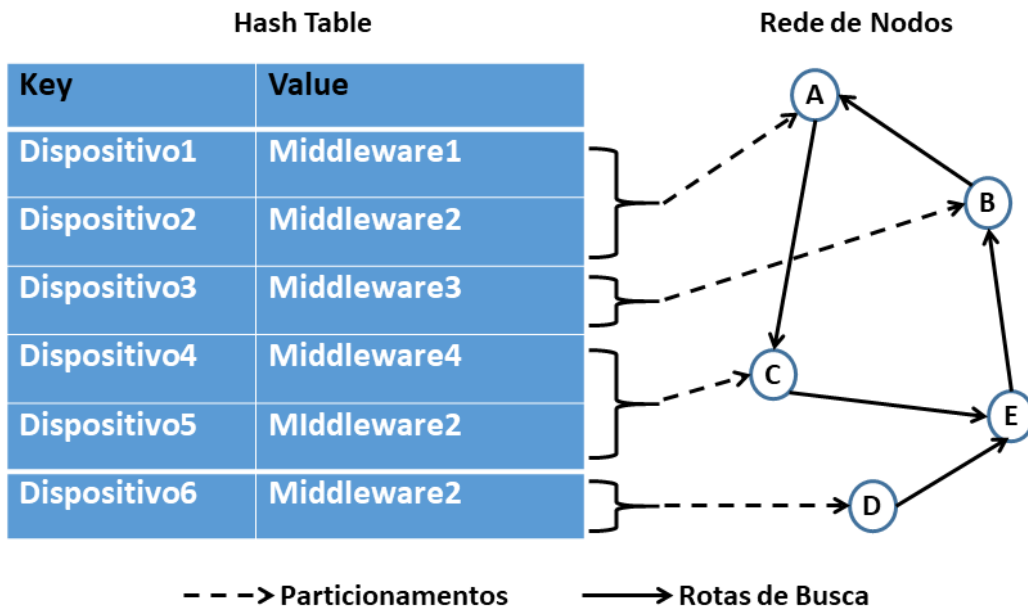 Hash Table
Rede de Nodos
Key Value
Dispositivo1 Middleware1
Dispositivo2 Middleware2
Dispositivo3 Middleware3
Dispositivo4 Middleware4
Dispositivo5 MIddleware2
Dispositivo6 Middleware2
A
B
C
E
D
Particionamentos
Rotas de Busca